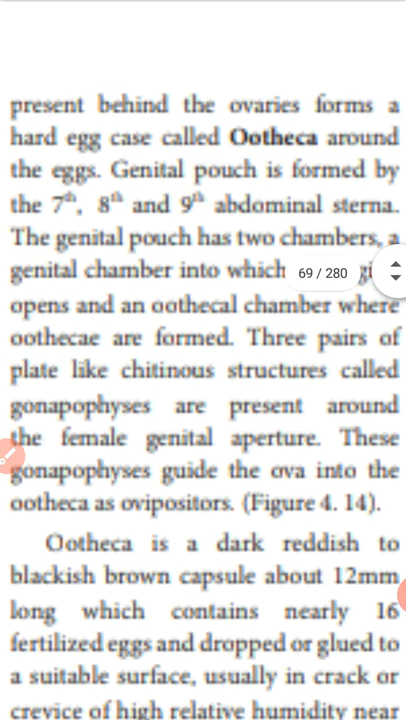 present behind the ovaries forms a
hard egg case called Ootheca around
the eggs. Genital pouch is formed by
the 7th, 8th and 9th abdominal sterna.
The genital pouch has two chambers, a
genital chamber into which
69 / 280
opens and an oothecal chamber where
oothecae are formed. Three pairs of
plate like chitinous structures called
gonapophyses are present around
the female genital aperture. These
gonapophyses guide the ova into the
ootheca as ovipositors. (Figure 4. 14).
Ootheca is a dark reddish to
blackish brown capsule about 12mm
long which contains nearly 16
fertilized eggs and dropped or glued to
a suitable surface, usually in crack or
crevice of high relative humidity near